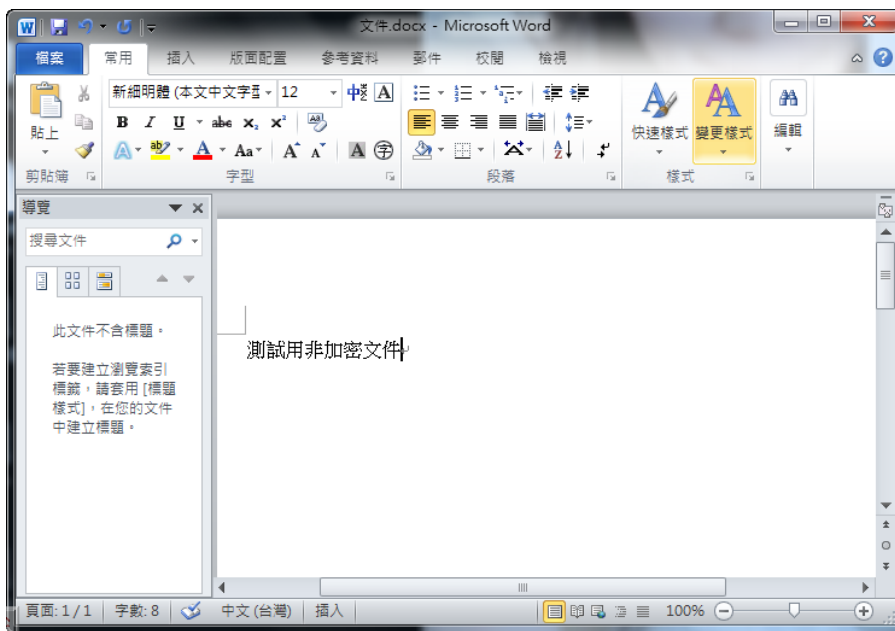 文件.docx - Microsoft Word
檔案 常用 插入 版面配置 參考資料 郵件 校閱 檢視
新細明體 (本文中文字型 12
貼上
快速樣式 變更樣式 編輯
剪貼簿 字型 段落 樣式
導覽
搜尋文件
此文件不含標題。
若要建立瀏覽索引
標籤，請套用 [標題
樣式]，在您的文件
中建立標題。
測試用非加密文件
頁面: 1 / 1 字數: 8 中文 (台灣) 插入 100%